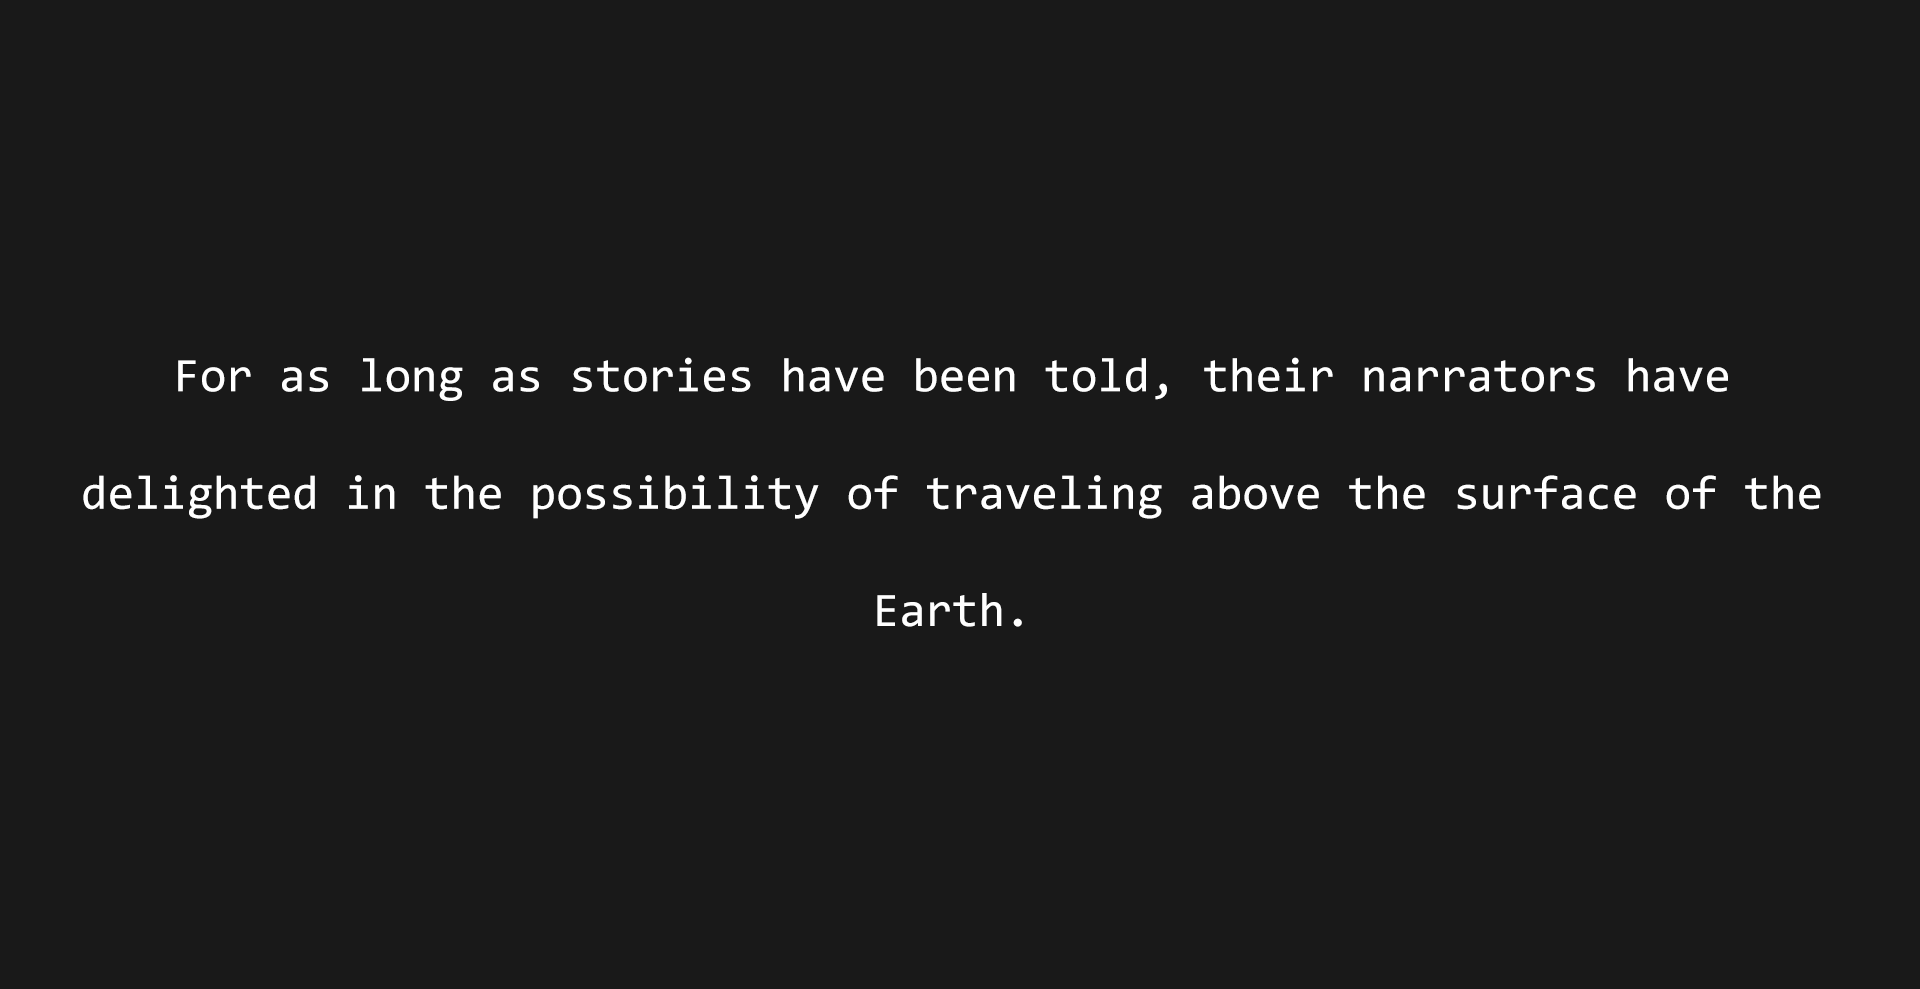 For as long as stories have been told, their narrators have
delighted in the possibility of traveling above the surface of the
Earth.